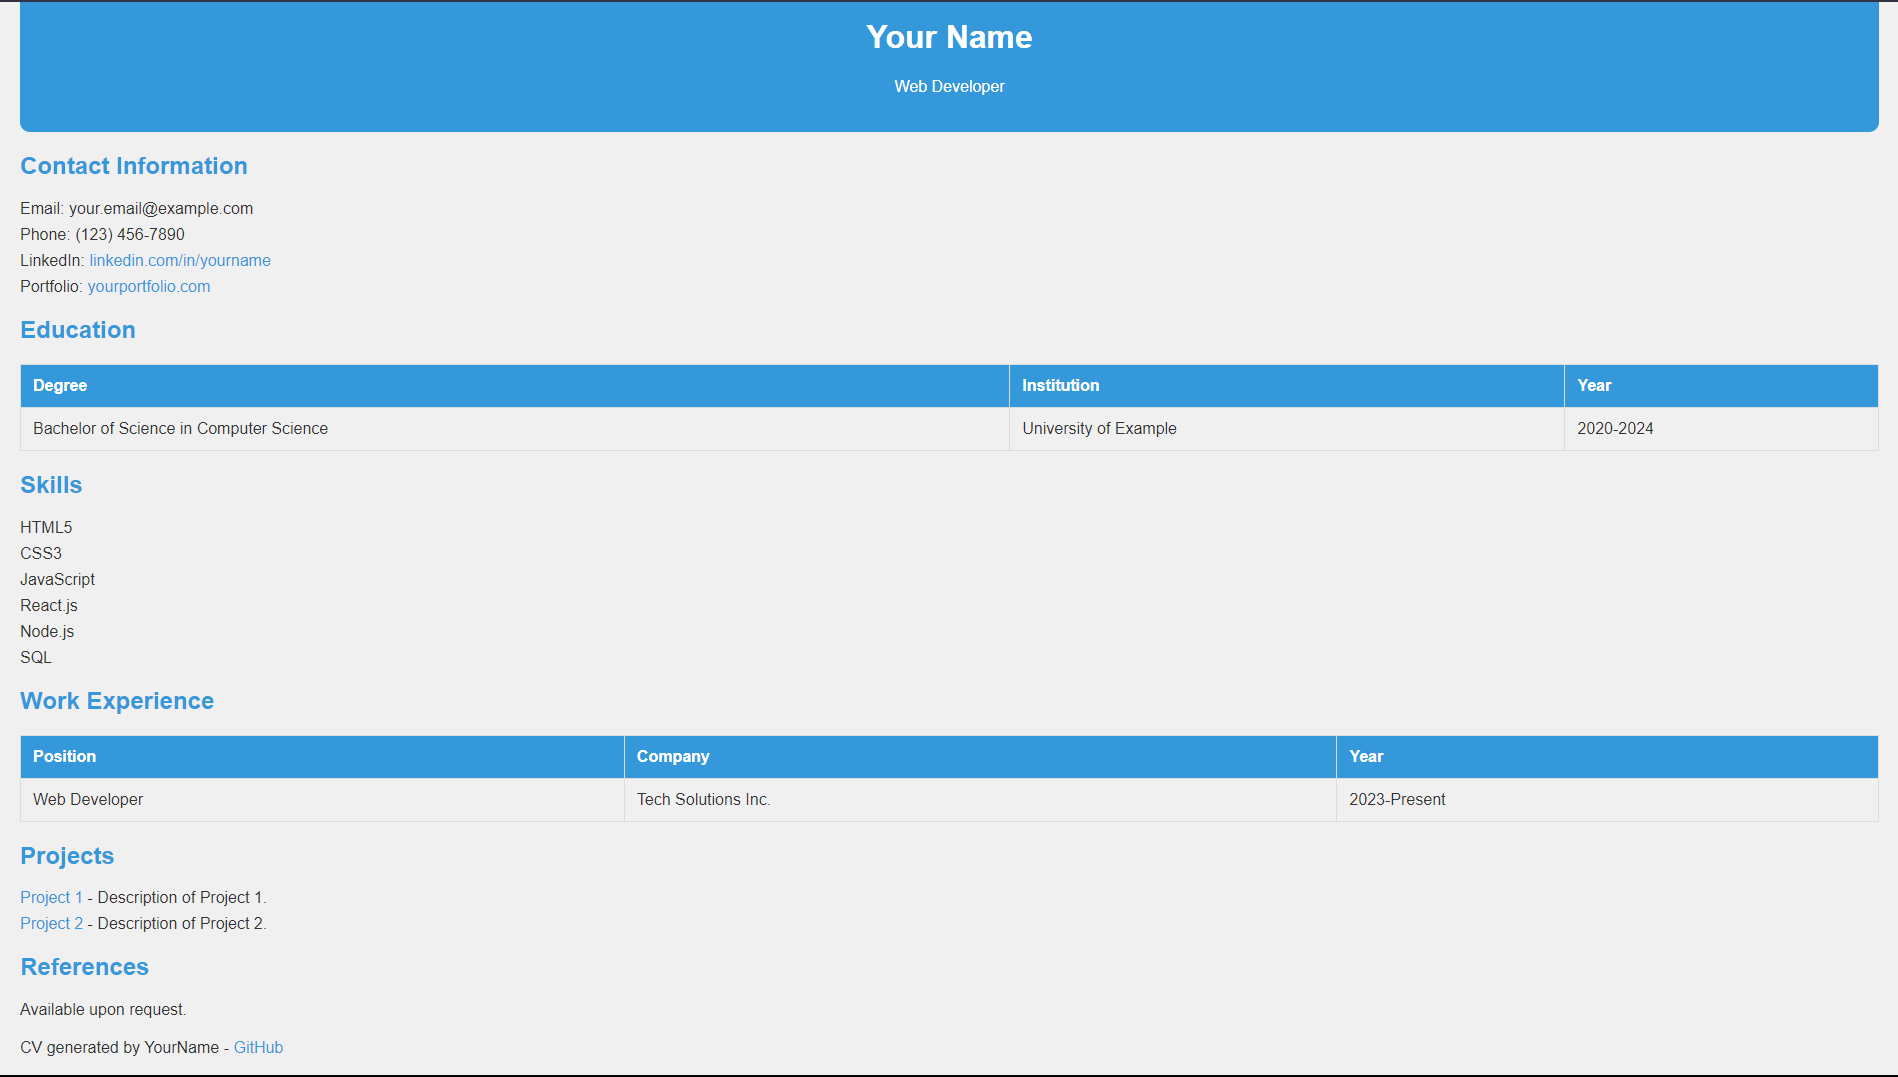 Your Name
Web Developer
Contact Information
Email: your.email@example.com
Phone: (123) 456-7890
LinkedIn: linkedin.com/in/yourname
Portfolio: yourportfolio.com
Education
Degree Institution Year
Bachelor of Science in Computer Science University of Example 2020-2024
Skills
HTML5
CSS3
JavaScript
React.js
Node.js
SQL
Work Experience
Position Company Year
Web Developer Tech Solutions Inc. 2023-Present
Projects
Project 1 - Description of Project 1.
Project 2 - Description of Project 2.
References
Available upon request.
CV generated by YourName - GitHub